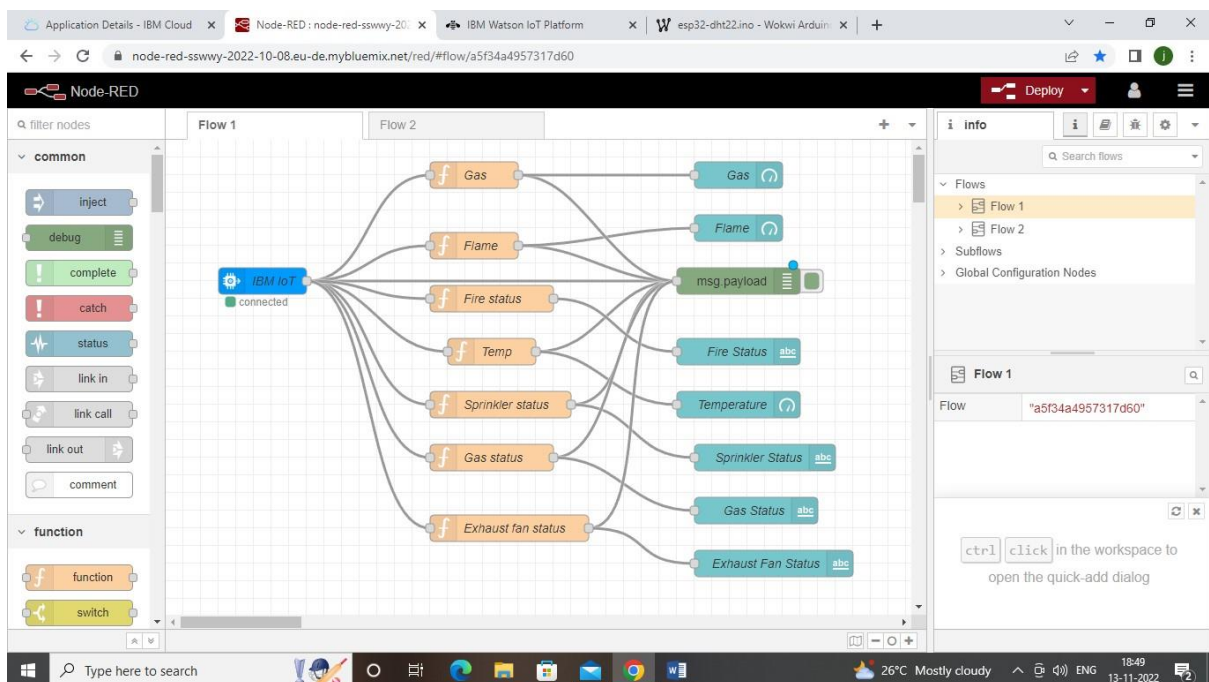 Application Details - IBM Cloud
Node-RED : node-red-sswwy-202
IBM Watson IoT Platform
esp32-dht22.ino - Wokwi Arduin
node-red-sswwy-2022-10-08.eu-de.mybluemix.net/red/#flow/a5f34a4957317d60
j
Node-RED
Deploy
filter nodes
common
inject
debug
complete
catch
status
link in
link call
link out
comment
function
function
switch
Flow 1
Flow 2
IBM IoT
connected
Gas
Flame
Fire status
Temp
Sprinkler status
Gas status
Exhaust fan status
Gas
Flame
msg.payload
Fire Status abc
Temperature
Sprinkler Status abc
Gas Status abc
Exhaust Fan Status abc
i info
i
Search flows
Flows
Flow 1
Flow 2
Subflows
Global Configuration Nodes
Flow 1
Flow "a5f34a4957317d60"
ctrl click in the workspace to
open the quick-add dialog
Type here to search
26°C Mostly cloudy
ENG
18:49
13-11-2022
2